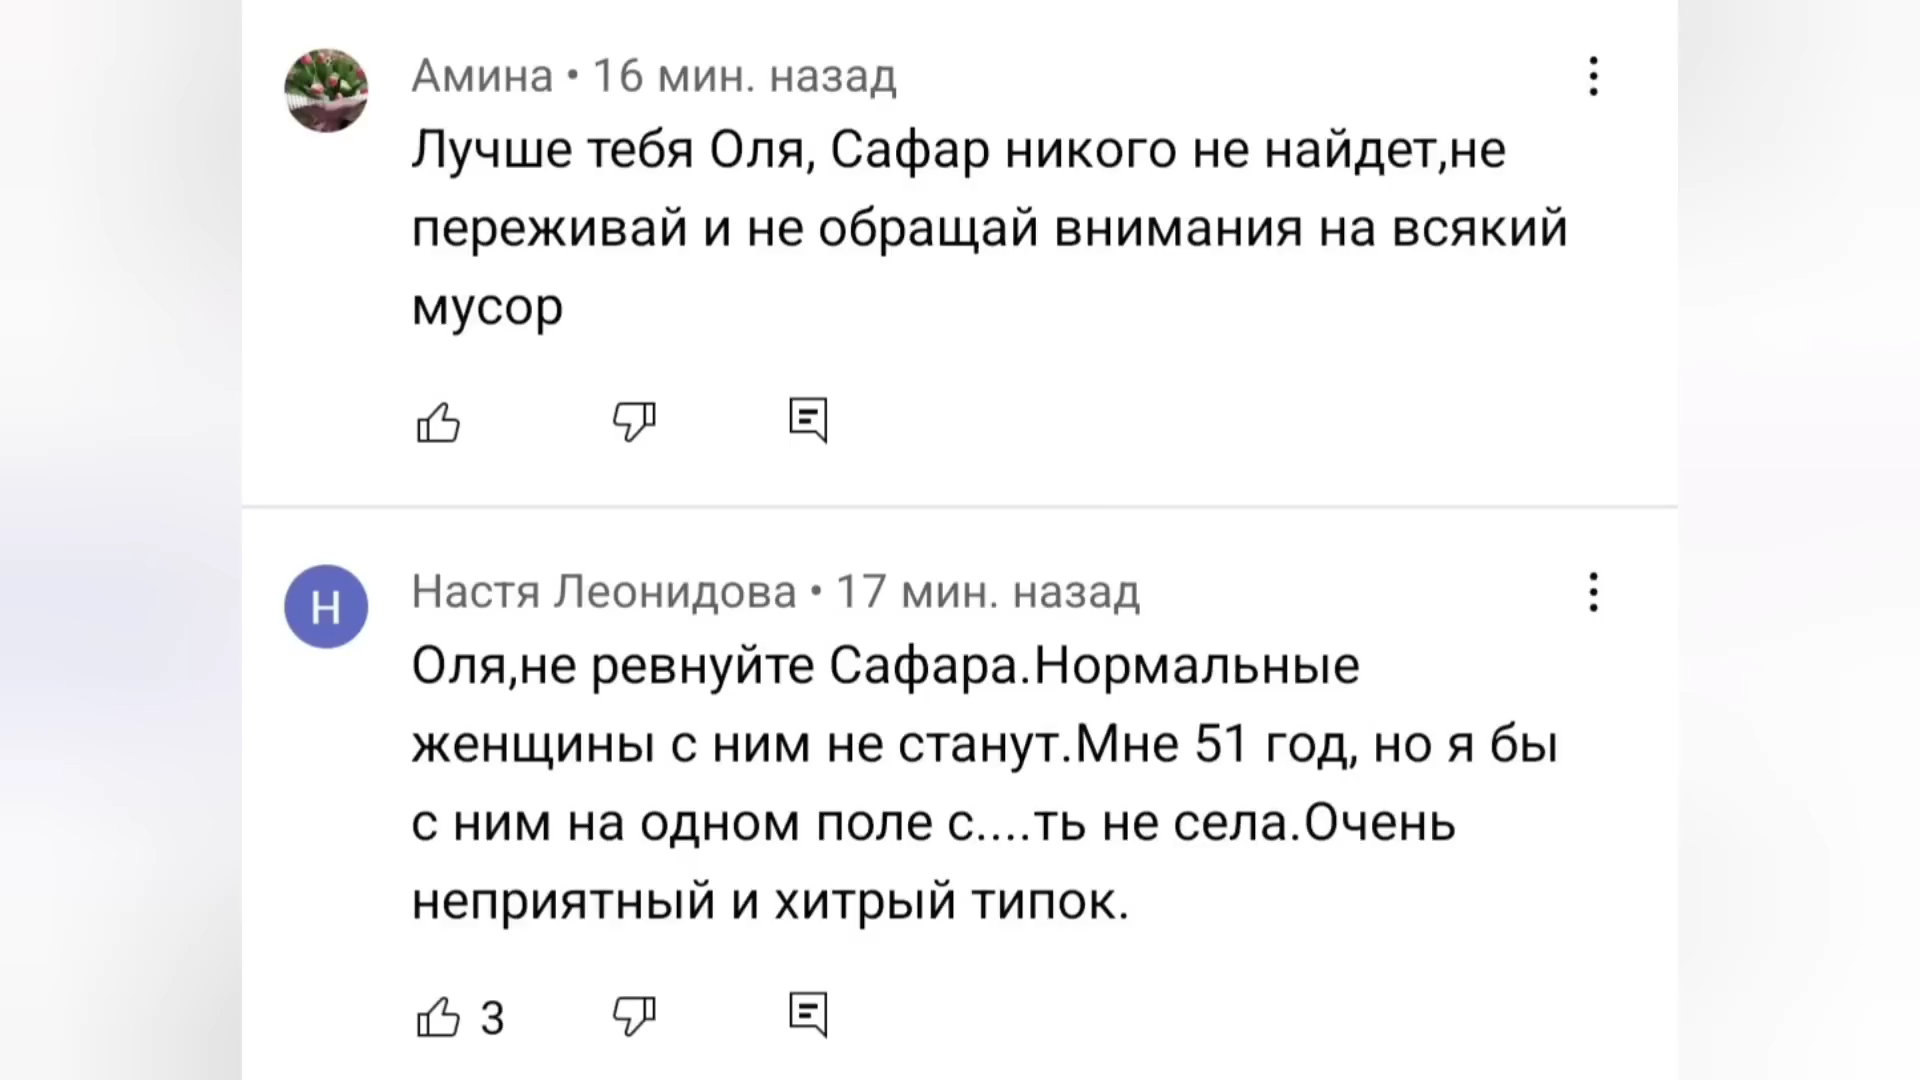 Амина • 16 мин. назад
Лучше тебя Оля, Сафар никого не найдет,не
переживай и не обращай внимания на всякий
мусор
Н
Настя Леонидова • 17 мин. назад
Оля,не ревнуйте Сафара.Нормальные
женщины с ним не станут.Мне 51 год, но я бы
с ним на одном поле с....ть не села.Очень
неприятный и хитрый типок.
3